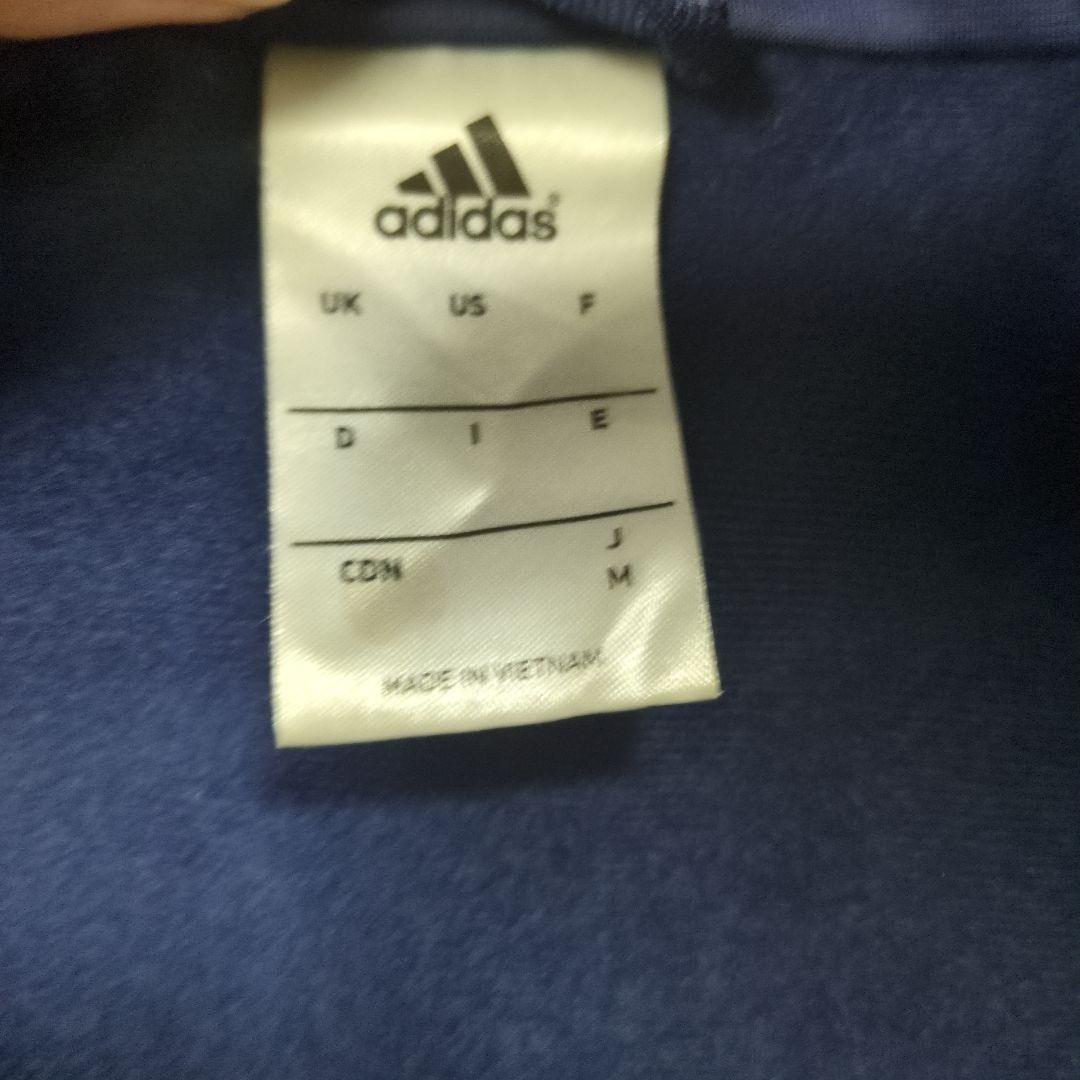 adidas®
UK US F
D I E
CDN J
M
MADE IN VIETNAM